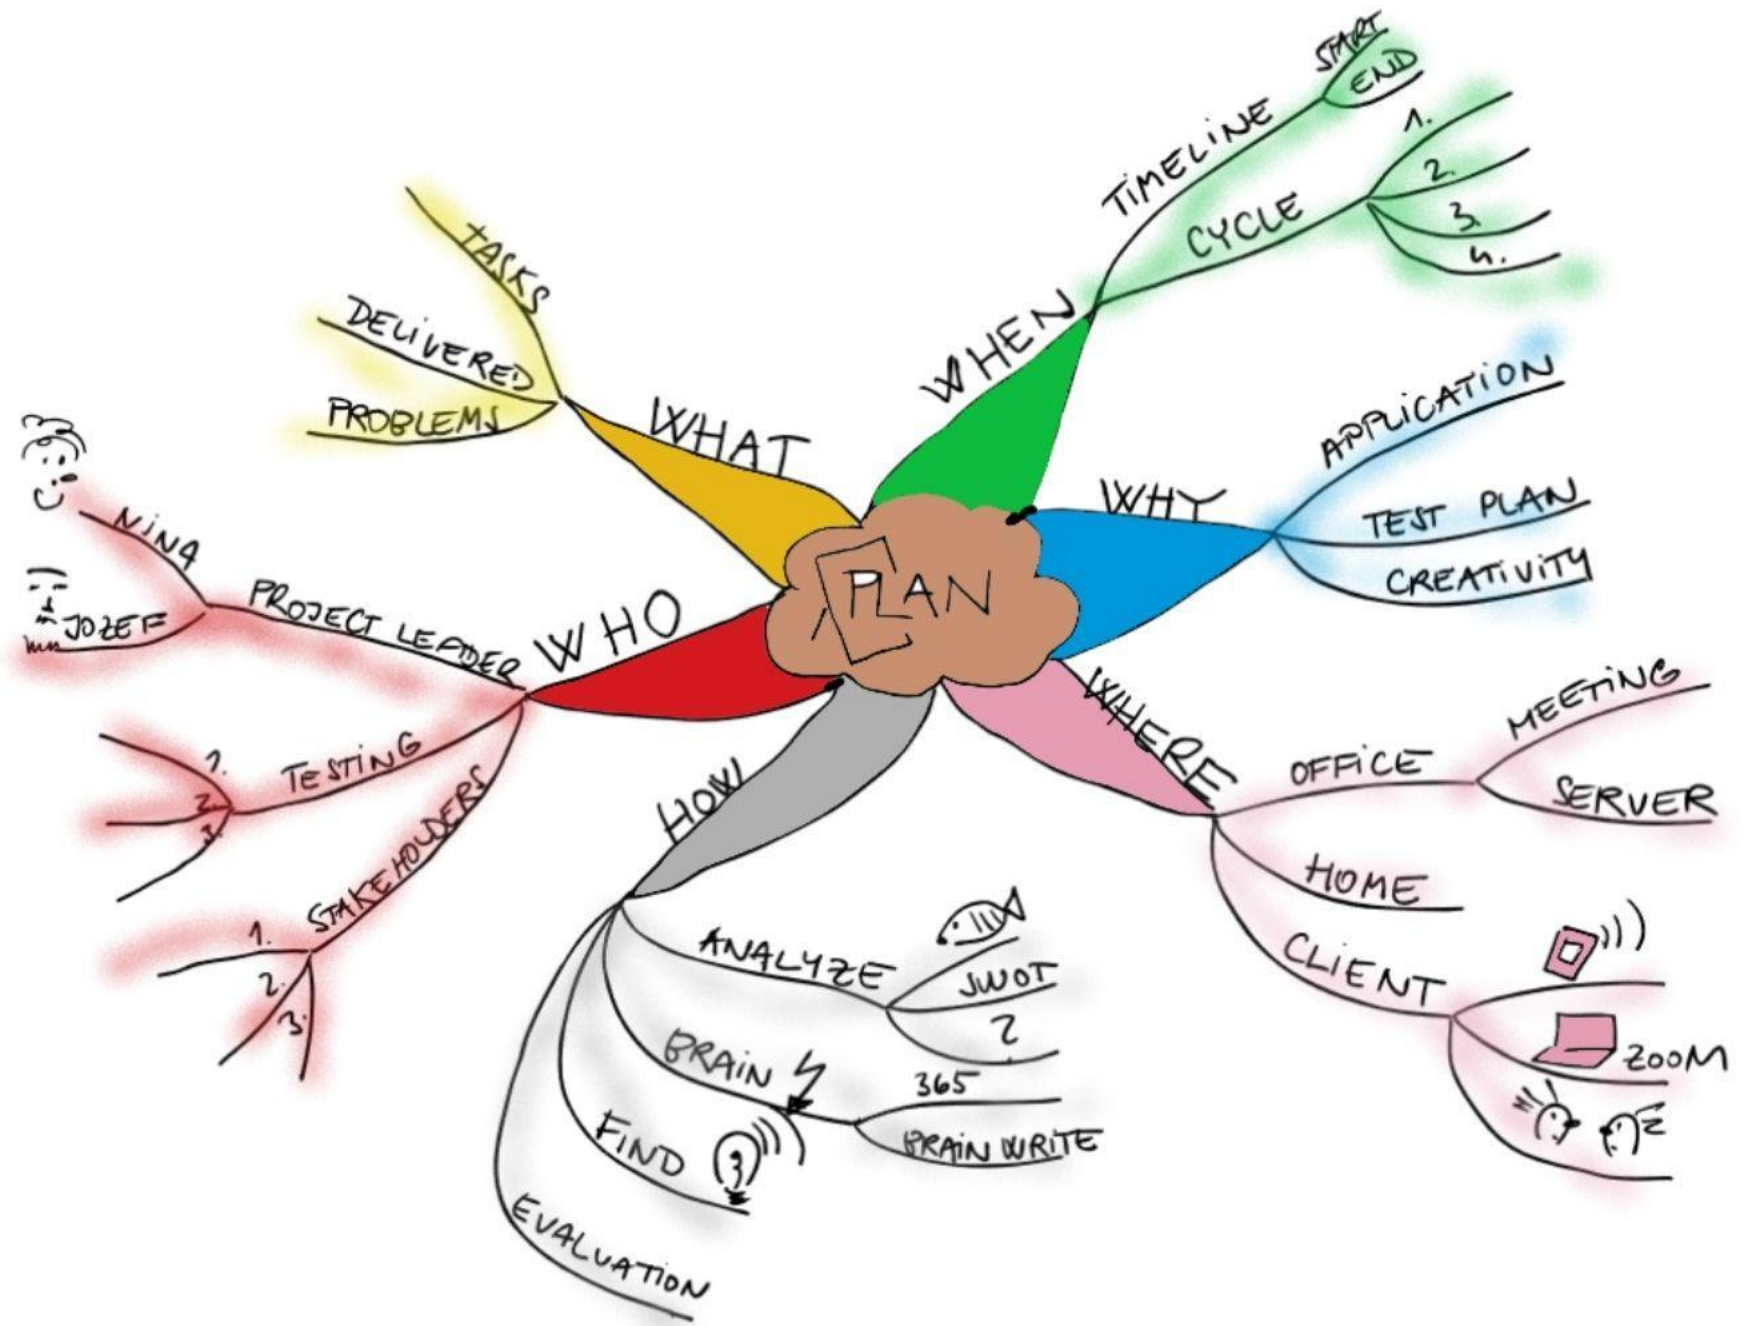 PLAN
WHEN
TIMELINE
START
END
CYCLE
1.
2.
3.
4.
WHY
APPLICATION
TEST PLAN
CREATIVITY
WHERE
OFFICE
MEETING
SERVER
HOME
CLIENT
ZOOM
HOW
ANALYZE
SWOT
?
BRAIN
365
BRAIN WRITE
FIND
EVALUATION
WHO
PROJECT LEADER
NINA
JOZEF
TESTING
1.
2.
3.
STAKEHOLDERS
1.
2.
3.
WHAT
TASKS
DELIVERED
PROBLEMS